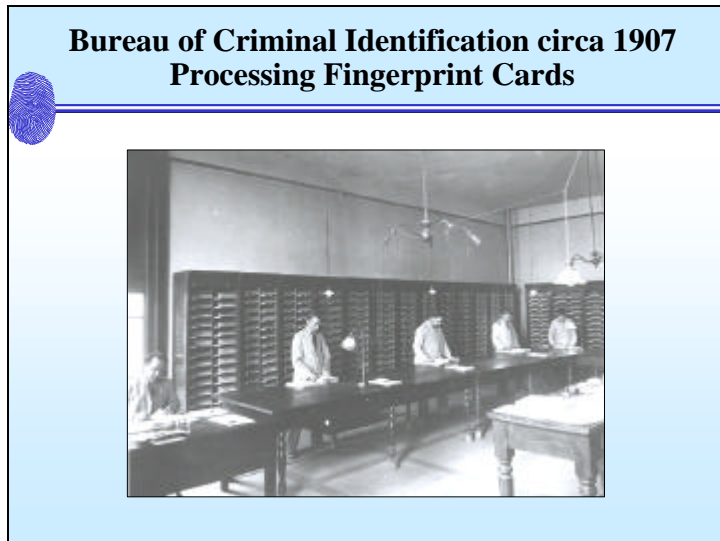 Bureau of Criminal Identification circa 1907
Processing Fingerprint Cards